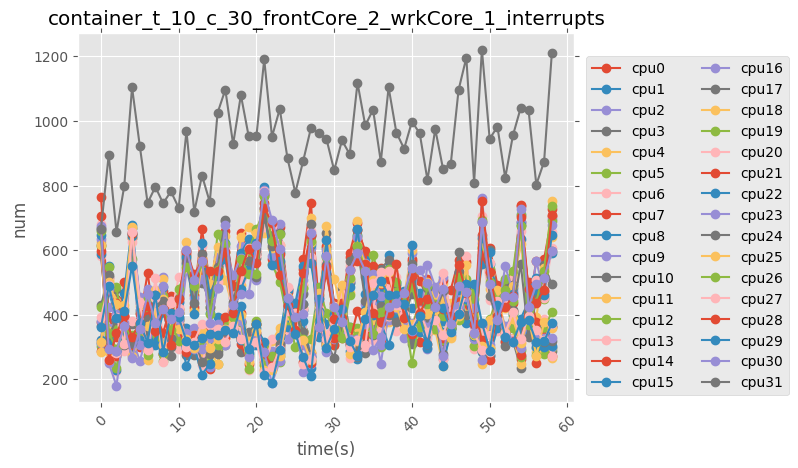 container_t_10_c_30_frontCore_2_wrkCore_1_interrupts
num
1200
1000
800
600
400
200
0
10
20
30
40
50
60
time(s)
cpu0
cpu1
cpu2
cpu3
cpu4
cpu5
cpu6
cpu7
cpu8
cpu9
cpu10
cpu11
cpu12
cpu13
cpu14
cpu15
cpu16
cpu17
cpu18
cpu19
cpu20
cpu21
cpu22
cpu23
cpu24
cpu25
cpu26
cpu27
cpu28
cpu29
cpu30
cpu31